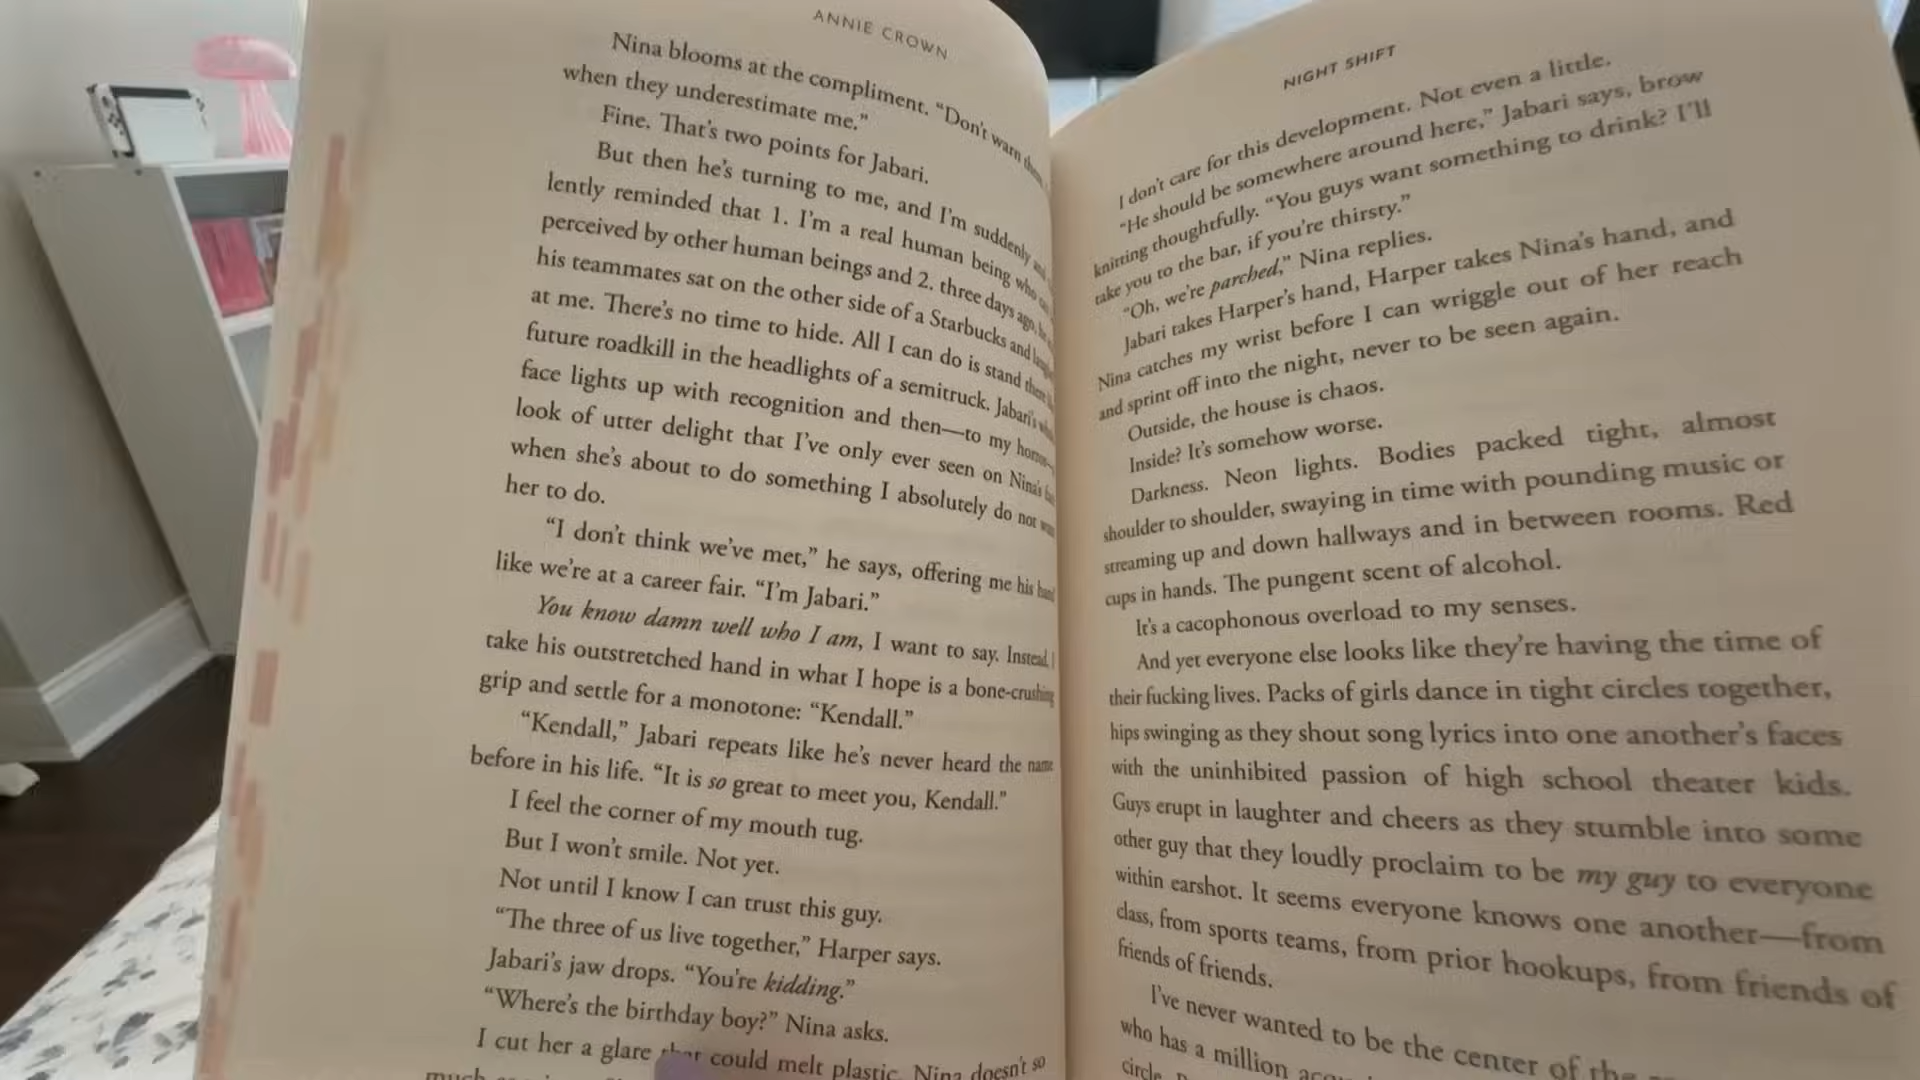 ANNIE CROWN
Nina blooms at the compliment. “Don’t warn them
when they underestimate me.”
Fine. That’s two points for Jabari.
But then he’s turning to me, and I’m suddenly
lently reminded that 1. I’m a real human being who
perceived by other human beings and 2. three days ago, he
his teammates sat on the other side of a Starbucks and
at me. There’s no time to hide. All I can do is stand there
future roadkill in the headlights of a semitruck. Jabari’s
face lights up with recognition and then—to my horror—
look of utter delight that I’ve only ever seen on Nina’s
when she’s about to do something I absolutely do not
her to do.
“I don’t think we’ve met,” he says, offering me his hand
like we’re at a career fair. “I’m Jabari.”
You know damn well who I am, I want to say. Instead, I
take his outstretched hand in what I hope is a bone-crushing
grip and settle for a monotone: “Kendall.”
“Kendall,” Jabari repeats like he’s never heard the name
before in his life. “It is so great to meet you, Kendall.”
I feel the corner of my mouth tug.
But I won’t smile. Not yet.
Not until I know I can trust this guy.
“The three of us live together,” Harper says.
Jabari’s jaw drops. “You’re kidding.”
“Where’s the birthday boy?” Nina asks.
I cut her a glare that could melt plastic. Nina doesn’t so
much
NIGHT SHIFT
I don’t care for this development. Not even a little.
“He should be somewhere around here,” Jabari says, brow
knitting thoughtfully. “You guys want something to drink? I’ll
take you to the bar, if you’re thirsty.”
“Oh, we’re parched,” Nina replies.
Jabari takes Harper’s hand, Harper takes Nina’s hand, and
Nina catches my wrist before I can wriggle out of her reach
and sprint off into the night, never to be seen again.
Outside, the house is chaos.
Inside? It’s somehow worse.
Darkness. Neon lights. Bodies packed tight, almost
shoulder to shoulder, swaying in time with pounding music or
streaming up and down hallways and in between rooms. Red
cups in hands. The pungent scent of alcohol.
It’s a cacophonous overload to my senses.
And yet everyone else looks like they’re having the time of
their fucking lives. Packs of girls dance in tight circles together,
hips swinging as they shout song lyrics into one another’s faces
with the uninhibited passion of high school theater kids.
Guys erupt in laughter and cheers as they stumble into some
other guy that they loudly proclaim to be my guy to everyone
within earshot. It seems everyone knows one another—from
class, from sports teams, from prior hookups, from friends of
friends of friends.
I’ve never wanted to be the center of the
who has a million
circle.